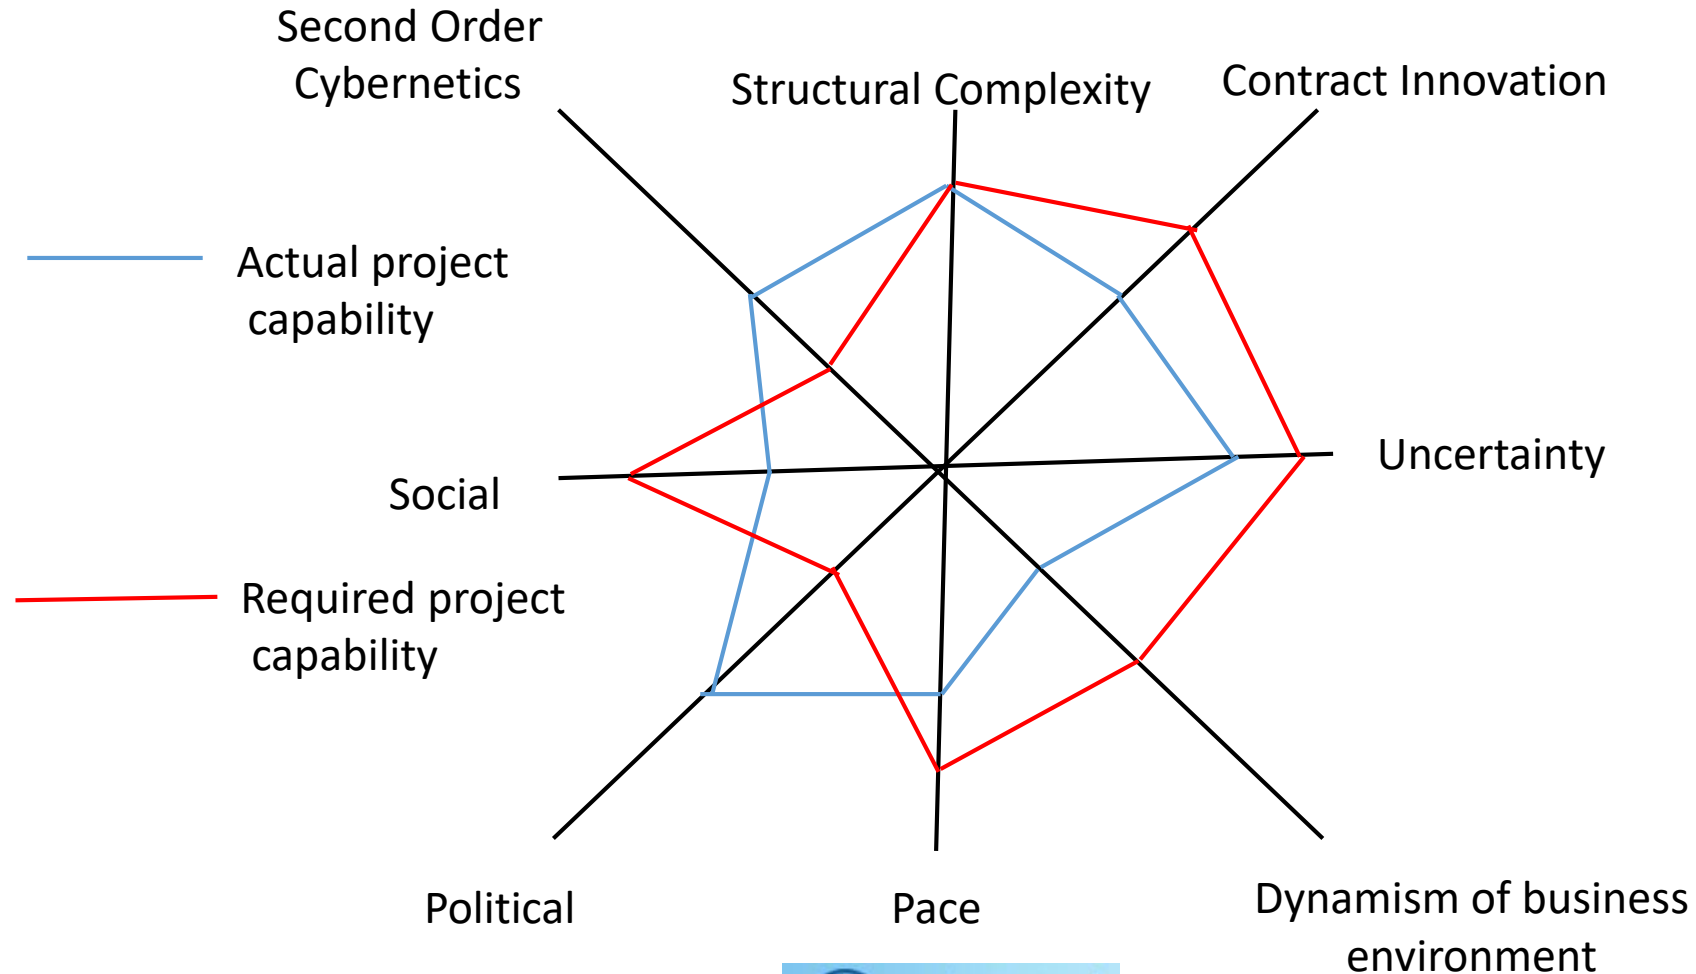 Second Order
Cybernetics
Structural Complexity
Contract Innovation
Actual project
capability
Uncertainty
Social
Required project
capability
Political
Pace
Dynamism of business
environment